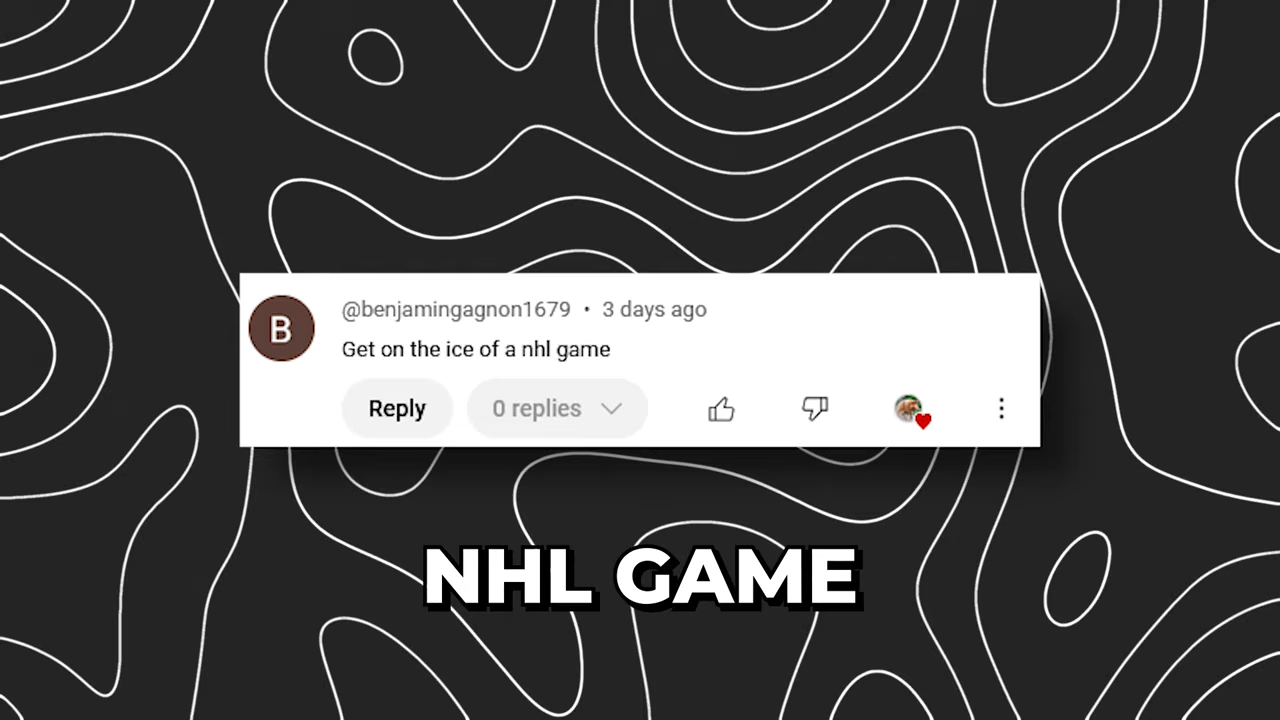 B
@benjamingagnon1679 • 3 days ago
Get on the ice of a nhl game
Reply
0 replies
NHL GAME